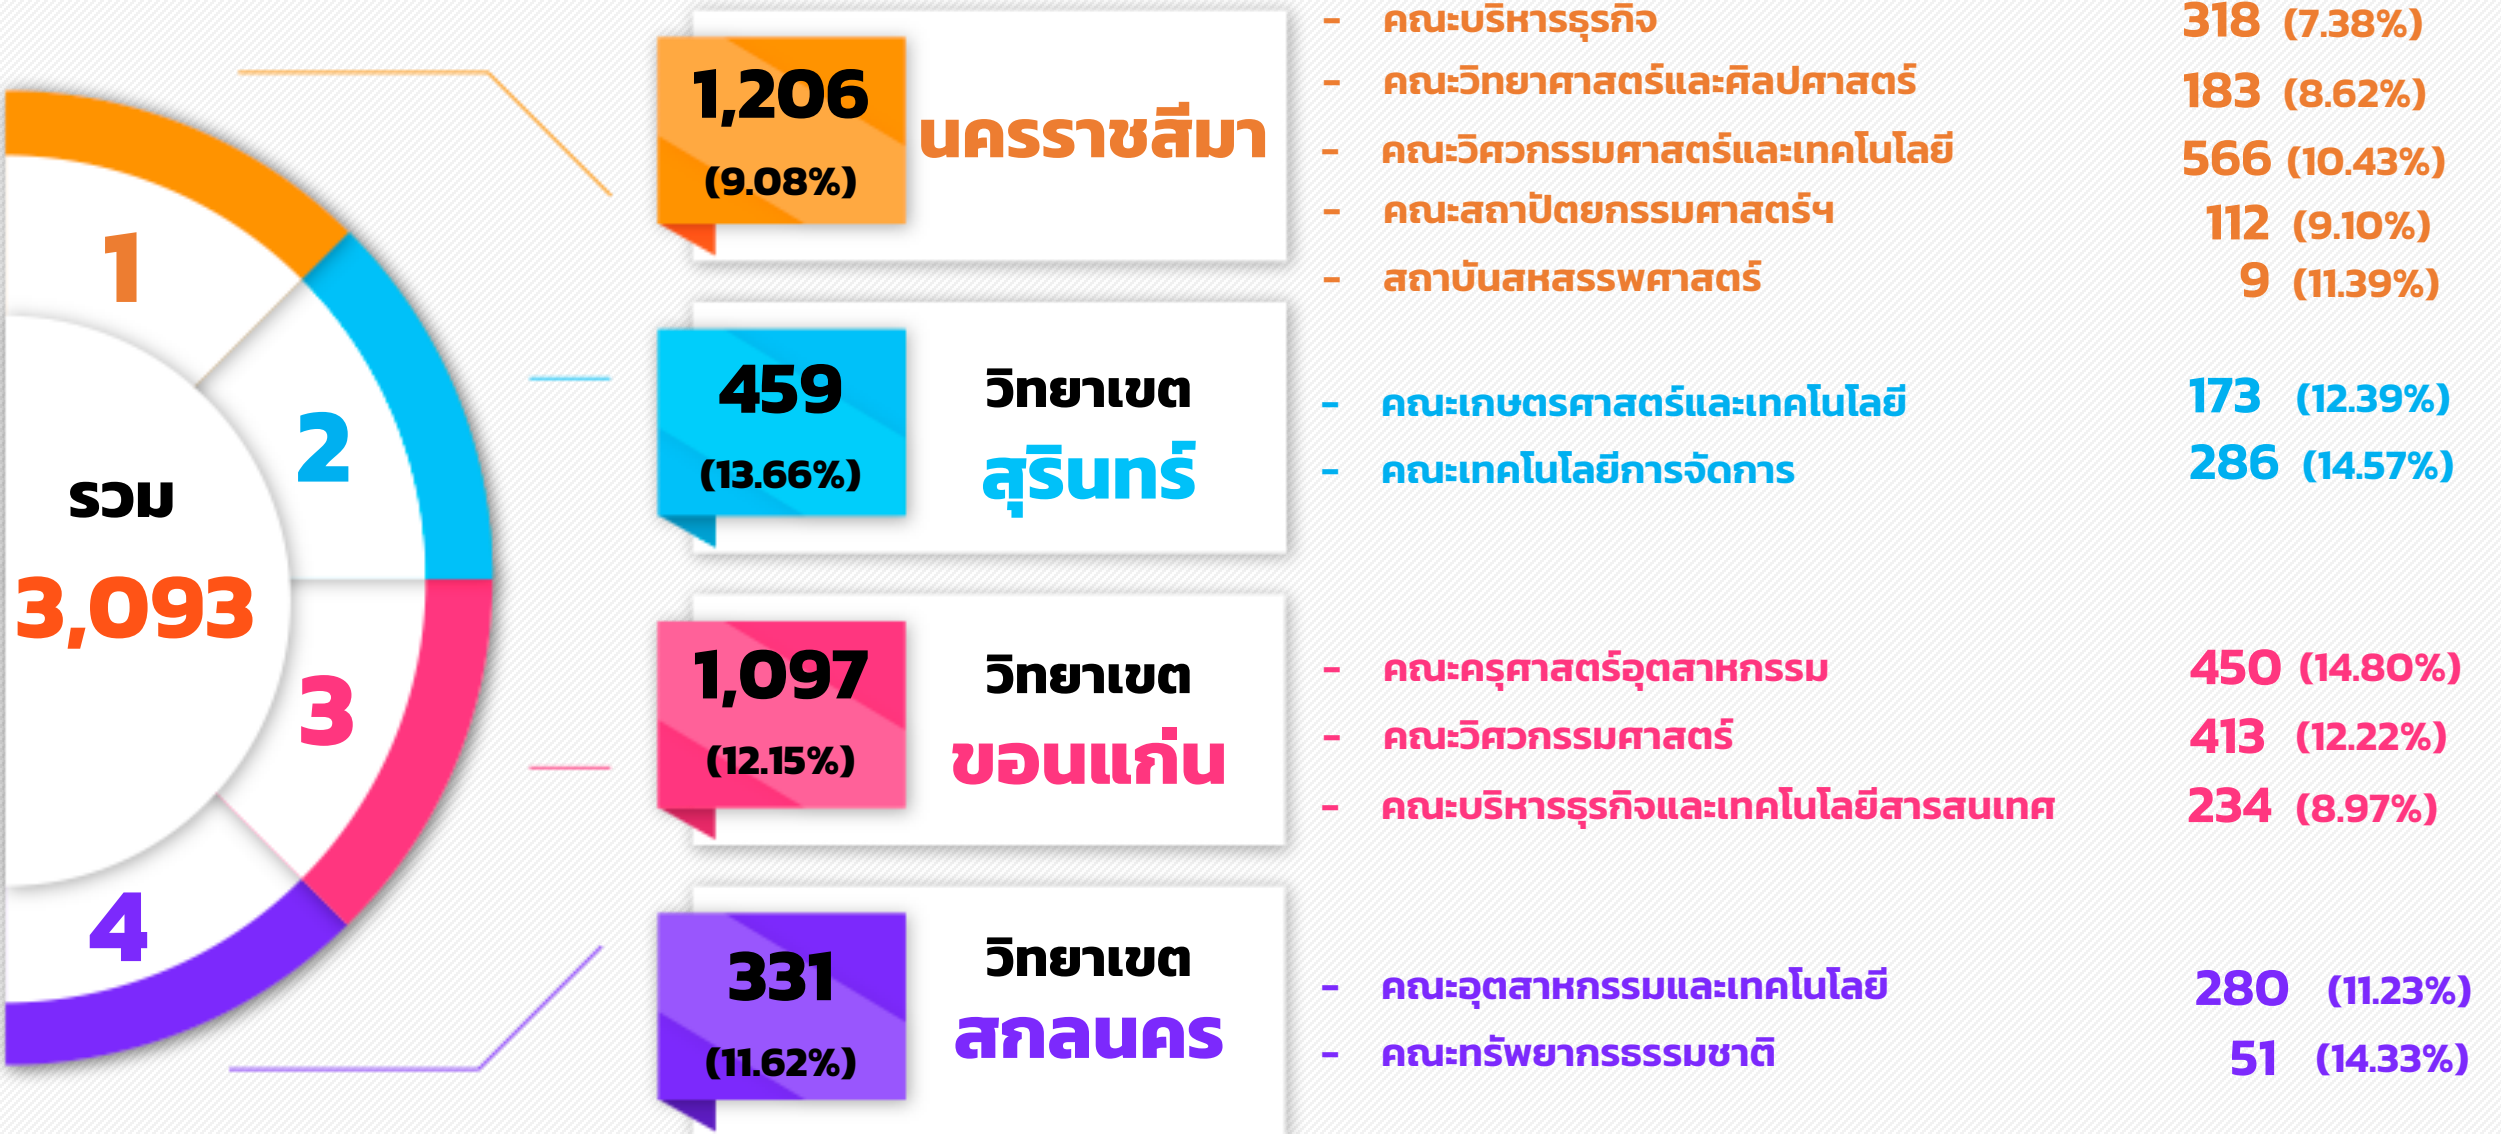 รวม
3,093
1
2
3
4
1,206
(9.08%)
นครราชสีมา
- คณะบริหารธุรกิจ 318 (7.38%)
- คณะวิทยาศาสตร์และศิลปศาสตร์ 183 (8.62%)
- คณะวิศวกรรมศาสตร์และเทคโนโลยี 566 (10.43%)
- คณะสถาปัตยกรรมศาสตร์ฯ 112 (9.10%)
- สถาบันสหสรรพศาสตร์ 9 (11.39%)
459
(13.66%)
วิทยาเขต
สุรินทร์
- คณะเกษตรศาสตร์และเทคโนโลยี 173 (12.39%)
- คณะเทคโนโลยีการจัดการ 286 (14.57%)
1,097
(12.15%)
วิทยาเขต
ขอนแก่น
- คณะครุศาสตร์อุตสาหกรรม 450 (14.80%)
- คณะวิศวกรรมศาสตร์ 413 (12.22%)
- คณะบริหารธุรกิจและเทคโนโลยีสารสนเทศ 234 (8.97%)
331
(11.62%)
วิทยาเขต
สกลนคร
- คณะอุตสาหกรรมและเทคโนโลยี 280 (11.23%)
- คณะทรัพยากรธรรมชาติ 51 (14.33%)